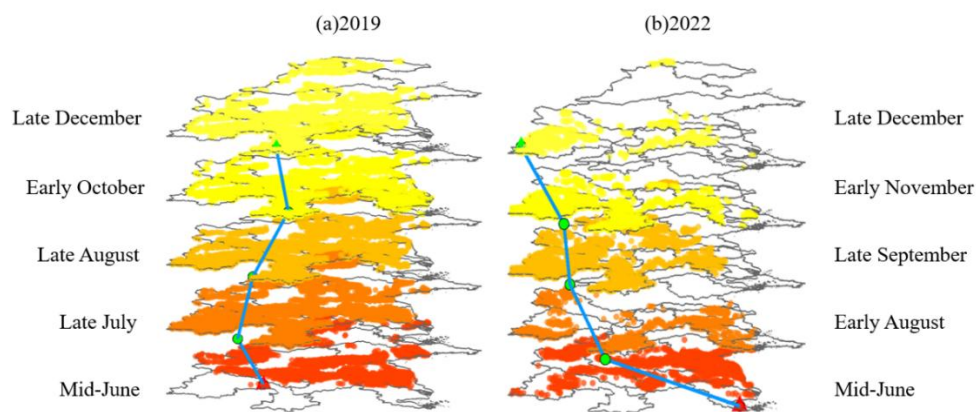 (a)2019
(b)2022
Late December
Late December
Early October
Early November
Late August
Late September
Late July
Early August
Mid-June
Mid-June